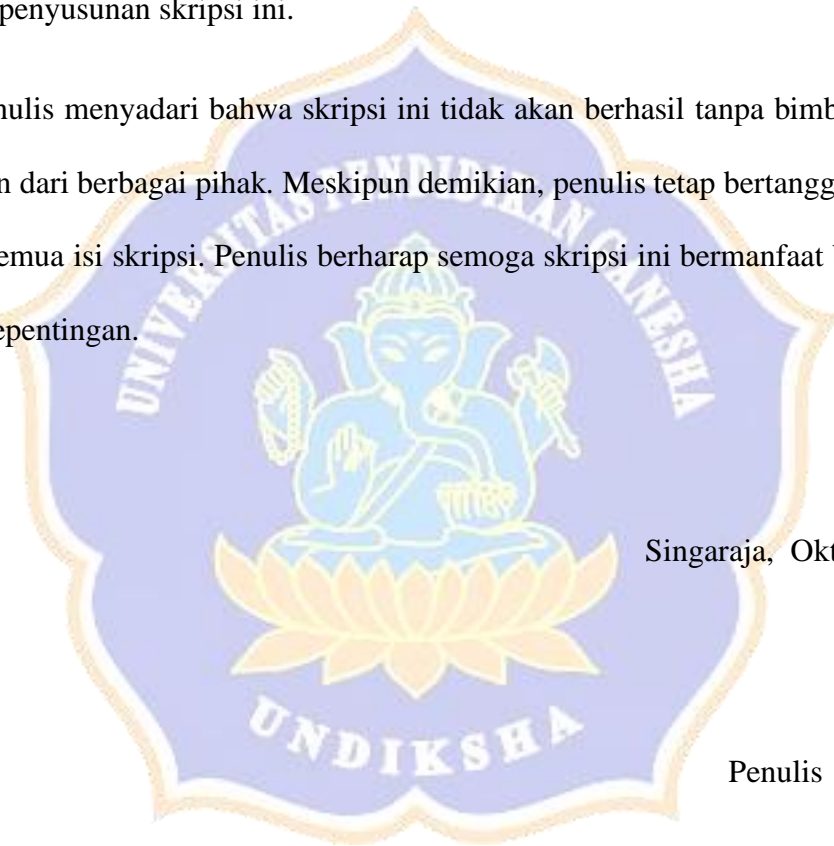 penyusunan skripsi ini.
nulis menyadari bahwa skripsi ini tidak akan berhasil tanpa bimb
n dari berbagai pihak. Meskipun demikian, penulis tetap bertangg
emua isi skripsi. Penulis berharap semoga skripsi ini bermanfaat
epentingan.
UNIVERSITAS PENDIDIKAN GANESHA
Singaraja, Okt
UNDIKSHA
Penulis